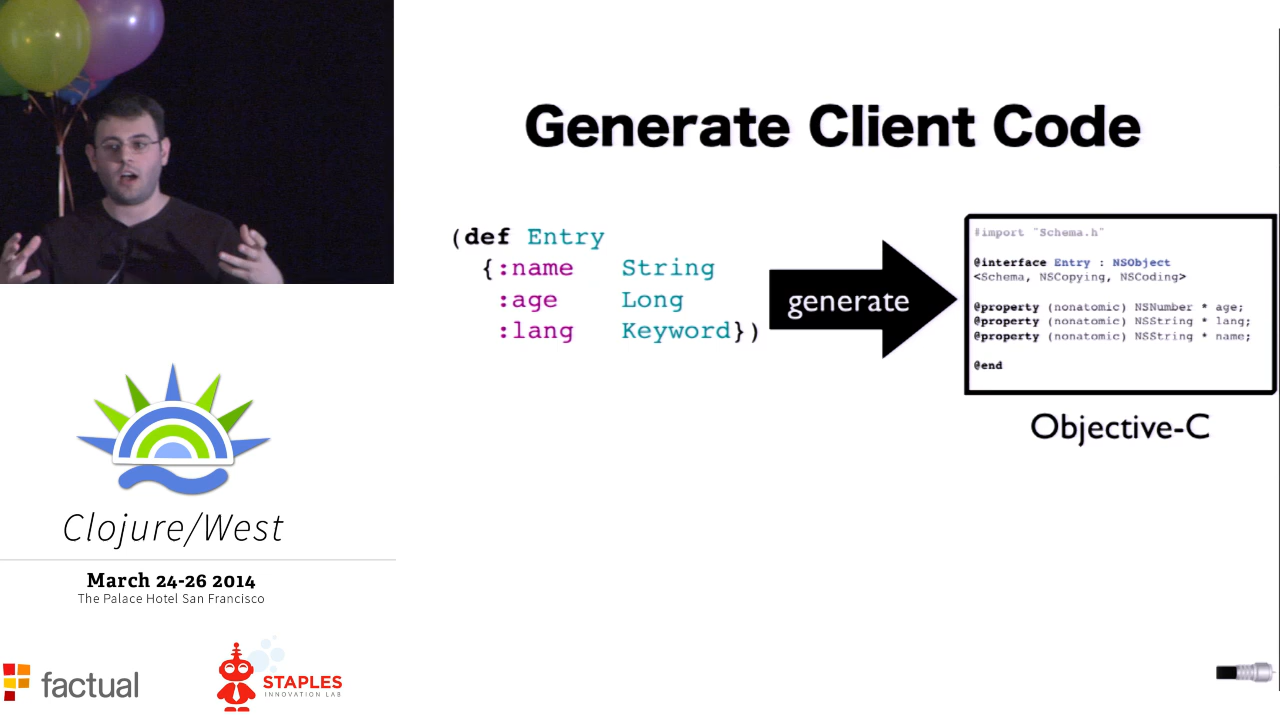 Generate Client Code
(def Entry
{:name String
:age Long
:lang Keyword})
generate
#import "Schema.h"
@interface Entry : NSObject
<Schema, NSCopying, NSCoding>
@property (nonatomic) NSNumber * age;
@property (nonatomic) NSString * lang;
@property (nonatomic) NSString * name;
@end
Objective-C
Clojure/West
March 24-26 2014
The Palace Hotel San Francisco
factual
STAPLES
INNOVATION LAB